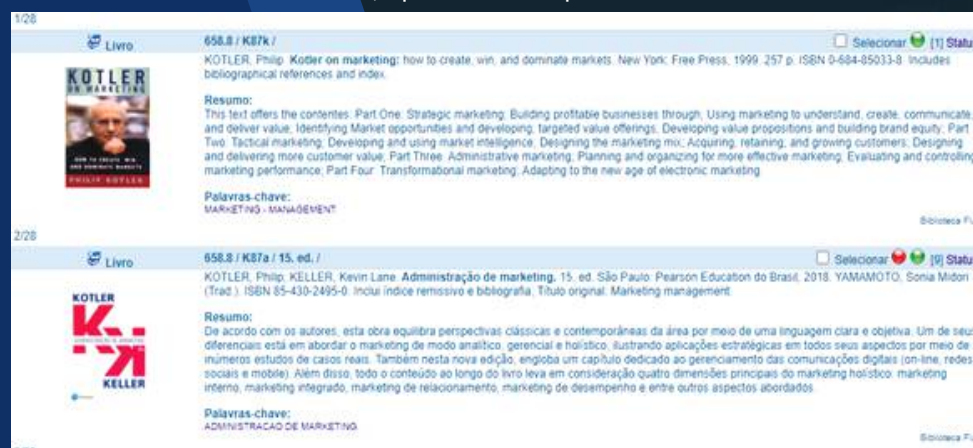 1/28
Livro
658.8 / K87k /
Selecionar [1] Statu
KOTLER, Philip. Kotler on marketing: how to create, win, and dominate markets. New York: Free Press, 1999. 257 p. ISBN 0-684-85033-8. Includes
bibliographical references and index.
Resumo:
This text offers the contentes. Part One: Strategic marketing: Building profitable businesses through; Using marketing to understand, create, communicate,
and deliver value; Identifying Market opportunities and developing, targeted value offerings, Developing value propositions and building brand equity; Part
Two: Tactical marketing; Developing and using market intelligence; Designing the marketing mix; Acquiring, retaining, and growing customers; Designing
and delivering more customer value; Part Three: Administrative marketing; Planning and organizing for more effective marketing; Evaluating and controlling
marketing performance; Part Four: Transformational marketing; Adapting to the new age of electronic marketing
Palavras-chave:
MARKETING - MANAGEMENT
Biblioteca
KOTLER
ON MARKETING
HOW TO CREATE, WIN,
AND DOMINATE MARKETS
PHILIP KOTLER
2/28
Livro
658.8 / K87a / 15. ed. /
Selecionar [9] Statu
KOTLER, Philip; KELLER, Kevin Lane. Administração de marketing. 15. ed. São Paulo: Pearson Education do Brasil, 2018. YAMAMOTO, Sonia Midori
(Trad.). ISBN 85-430-2495-0. Inclui índice remissivo e bibliografia; Título original: Marketing management.
Resumo:
De acordo com os autores, esta obra equilibra perspectivas clássicas e contemporâneas da área por meio de uma linguagem clara e objetiva. Um de seus
diferenciais está em abordar o marketing de modo analítico, gerencial e holístico, ilustrando aplicações estratégicas em todos seus aspectos por meio de
inúmeros estudos de casos reais. Também nesta nova edição, engloba um capítulo dedicado ao gerenciamento das comunicações digitais (on-line, redes
sociais e mobile). Além disso, todo o conteúdo ao longo do livro leva em consideração quatro dimensões principais do marketing holístico: marketing
interno, marketing integrado, marketing de relacionamento, marketing de desempenho e entre outros aspectos abordados.
Palavras-chave:
ADMINISTRACAO DE MARKETING
Biblioteca
KOTLER
KELLER